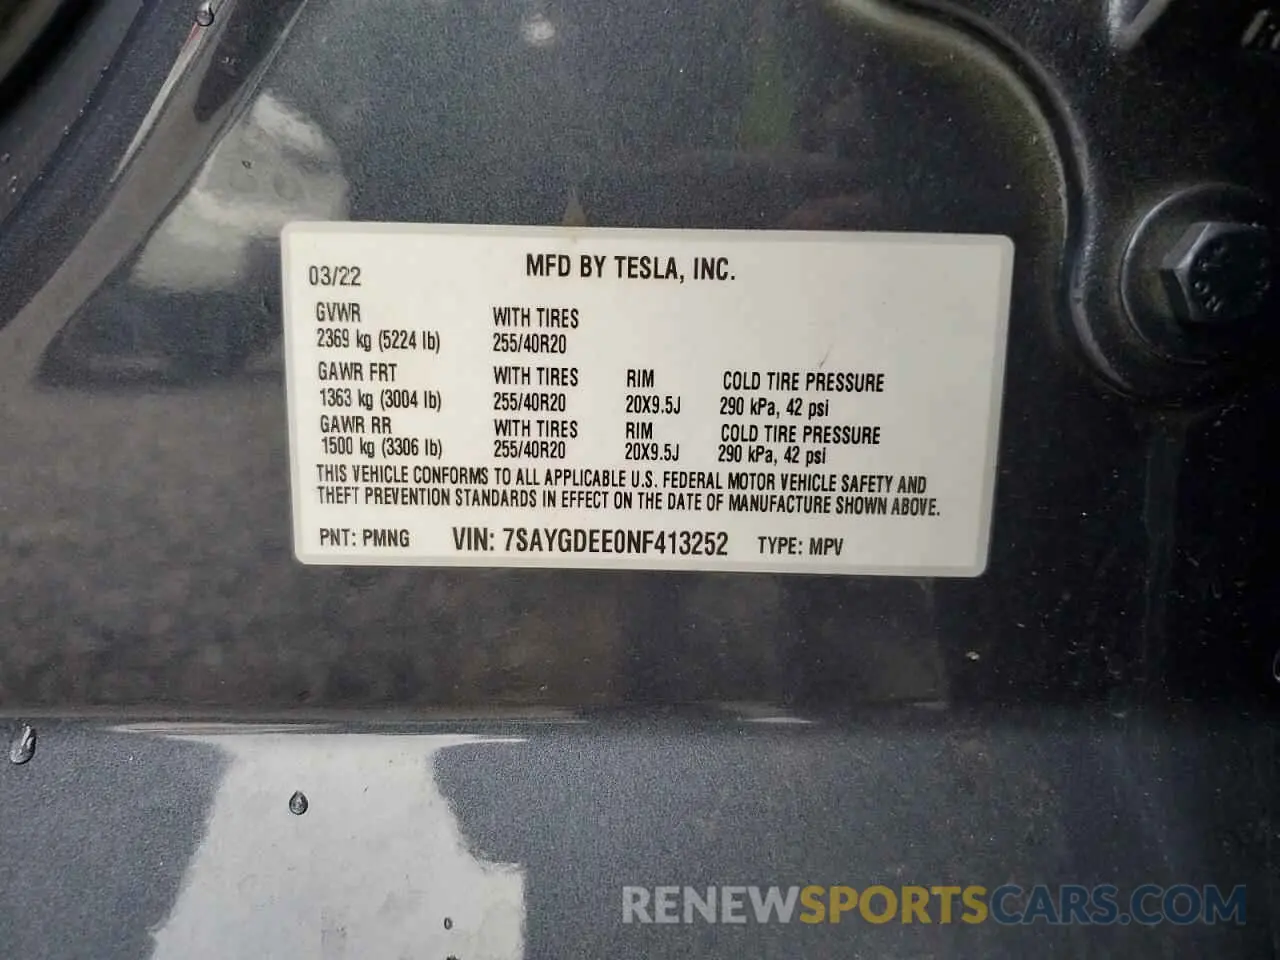 MFD BY TESLA, INC.
03/22
GVWR WITH TIRES
2369 kg (5224 lb) 255/40R20
GAWR FRT WITH TIRES RIM COLD TIRE PRESSURE
1363 kg (3004 lb) 255/40R20 20X9.5J 290 kPa, 42 psi
GAWR RR WITH TIRES RIM COLD TIRE PRESSURE
1500 kg (3306 lb) 255/40R20 20X9.5J 290 kPa, 42 psi
THIS VEHICLE CONFORMS TO ALL APPLICABLE U.S. FEDERAL MOTOR VEHICLE SAFETY AND
THEFT PREVENTION STANDARDS IN EFFECT ON THE DATE OF MANUFACTURE SHOWN ABOVE.
PNT: PMNG VIN: 7SAYGDEE0NF413252 TYPE: MPV
RENEWSPORTSCARS.COM